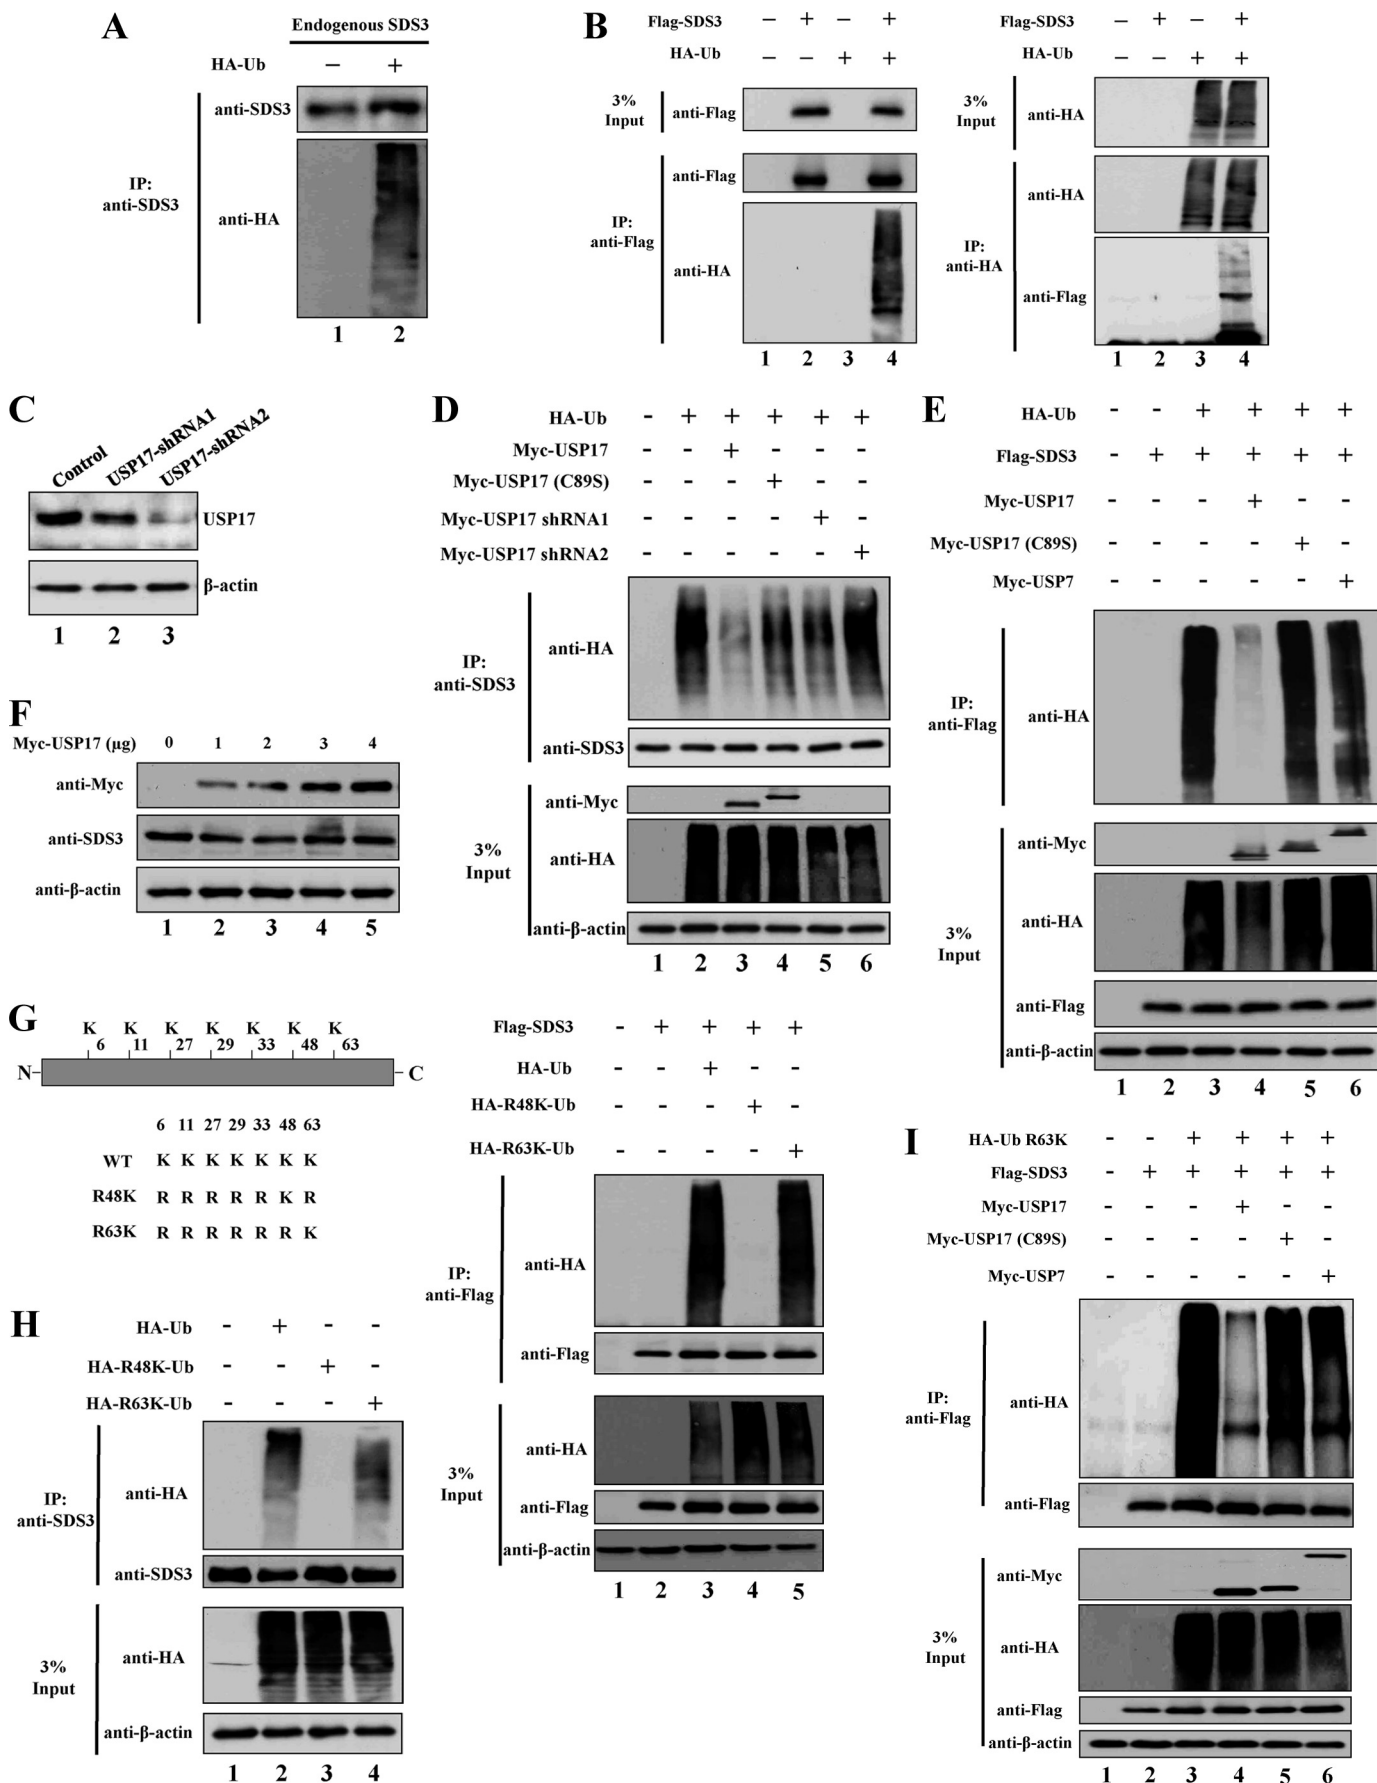 A
Endogenous SDS3
HA-Ub - +
anti-SDS3
IP:
anti-SDS3
anti-HA
1 2
B
Flag-SDS3 - + - +
HA-Ub - - + +
3%
Input
anti-Flag
anti-Flag
IP:
anti-Flag
anti-HA
1 2 3 4
Flag-SDS3 - + - +
HA-Ub - - + +
3%
Input
anti-HA
anti-HA
IP:
anti-HA
anti-Flag
1 2 3 4
C
Control
USP17-shRNA1
USP17-shRNA2
USP17
β-actin
1 2 3
D
HA-Ub - + + + + +
Myc-USP17 - - + - - -
Myc-USP17 (C89S) - - - + - -
Myc-USP17 shRNA1 - - - - + -
Myc-USP17 shRNA2 - - - - - +
IP:
anti-SDS3
anti-HA
anti-SDS3
3%
Input
anti-Myc
anti-HA
anti-β-actin
1 2 3 4 5 6
E
HA-Ub - - + + + +
Flag-SDS3 - + + + + +
Myc-USP17 - - - + - -
Myc-USP17 (C89S) - - - - + -
Myc-USP7 - - - - - +
IP:
anti-Flag
anti-HA
3%
Input
anti-Myc
anti-HA
anti-Flag
anti-β-actin
1 2 3 4 5 6
F
Myc-USP17 (μg) 0 1 2 3 4
anti-Myc
anti-SDS3
anti-β-actin
1 2 3 4 5
G
K K K K K K K
6 11 27 29 33 48 63
N C
6 11 27 29 33 48 63
WT K K K K K K K
R48K R R R R R K R
R63K R R R R R R K
Flag-SDS3 - + + + +
HA-Ub - - + - -
HA-R48K-Ub - - - + -
HA-R63K-Ub - - - - +
IP:
anti-Flag
anti-HA
anti-Flag
3%
Input
anti-HA
anti-Flag
anti-β-actin
1 2 3 4 5
H
HA-Ub - + - -
HA-R48K-Ub - - + -
HA-R63K-Ub - - - +
IP:
anti-SDS3
anti-HA
anti-SDS3
3%
Input
anti-HA
anti-β-actin
1 2 3 4
I
HA-Ub R63K - - + + + +
Flag-SDS3 - + + + + +
Myc-USP17 - - - + - -
Myc-USP17 (C89S) - - - - + -
Myc-USP7 - - - - - +
IP:
anti-Flag
anti-HA
anti-Flag
3%
Input
anti-Myc
anti-HA
anti-Flag
anti-β-actin
1 2 3 4 5 6